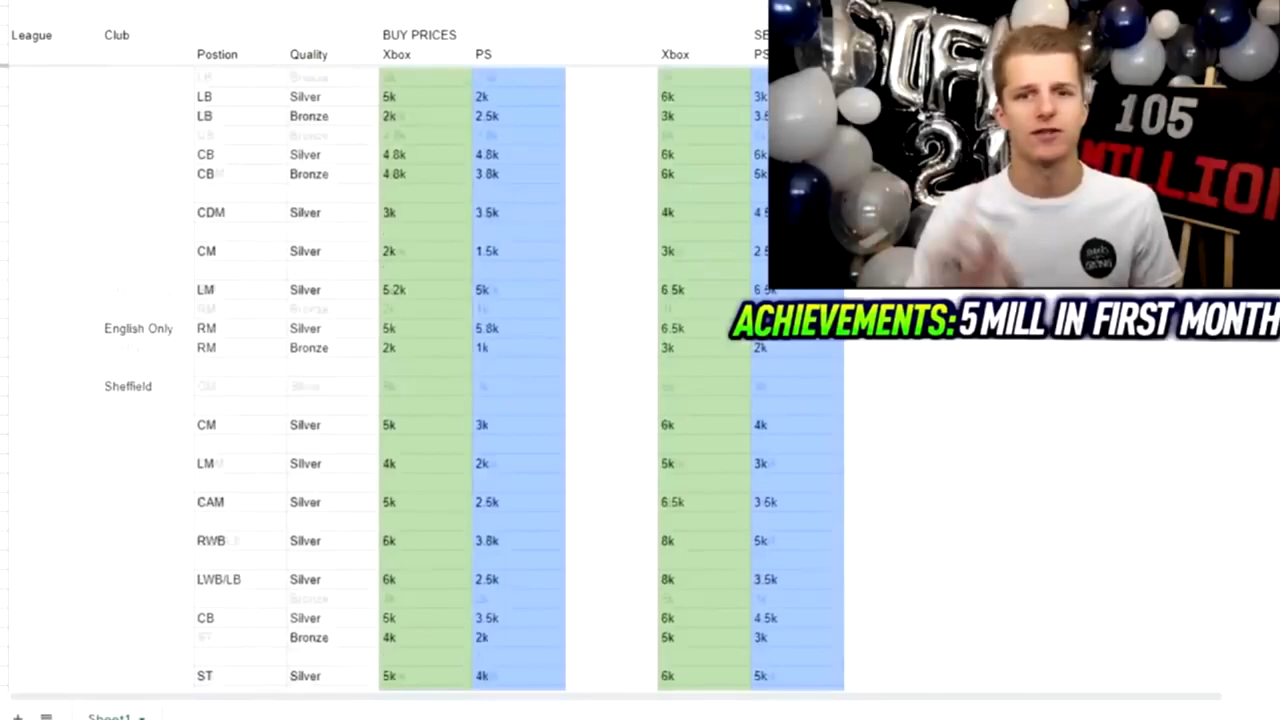 League Club BUY PRICES
Postion Quality Xbox PS Xbox PS
LB Silver 5k 2k 6k 3k
LB Bronze 2k 2.5k 3k
CB Silver 4 8k 4.8k 6k 6k
CB Bronze 4 8k 3.8k 6k 5k
CDM Silver 3k 3.5k 4k
CM Silver 2k 1.5k 3k
LM Silver 5.2k 5k 6 5k
English Only RM Silver 5k 5.8k 6.5k
RM Bronze 2k 1k 3k 2k
Sheffield
CM Silver 5k 3k 6k 4k
LM Silver 4k 2k 5k 3k
CAM Silver 5k 2.5k 6.5k
RWB Silver 6k 3.8k 8k 5k
LWB/LB Silver 6k 2.5k 8k 3.5k
CB Silver 5k 3.5k 6k 4.5k
Bronze 4k 2k 5k 3k
ST Silver 5k 4k 6k 5k
Sheet1
105
MILLION
ACHIEVEMENTS: 5 MILL IN FIRST MONTH